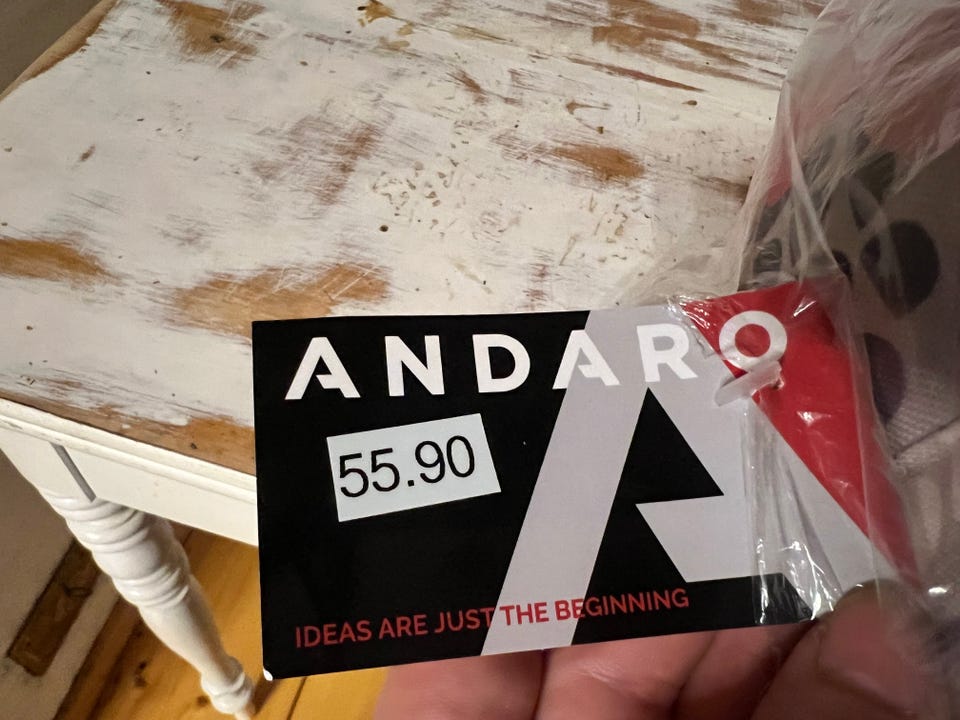 ANDARO
55.90
IDEAS ARE JUST THE BEGINNING